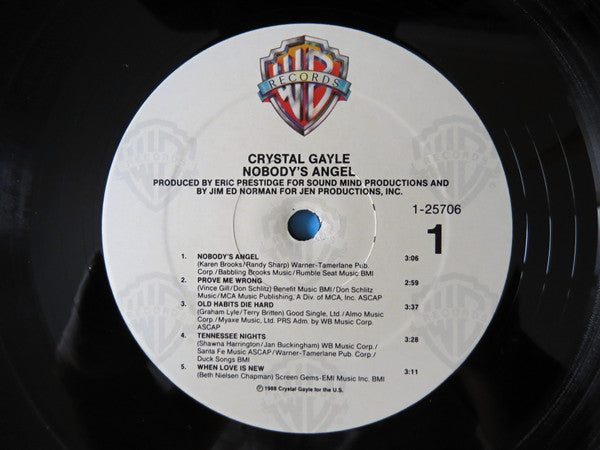 WB
RECORDS
CRYSTAL GAYLE
NOBODY'S ANGEL
PRODUCED BY ERIC PRESTIDGE FOR SOUND MIND PRODUCTIONS AND
BY JIM ED NORMAN FOR JEN PRODUCTIONS, INC.
1-25706
1
1. NOBODY'S ANGEL 3:06
(Karen Brooks/Randy Sharp) Warner-Tamerlane Pub.
Corp./Babbling Brooks Music/Rumble Seat Music BMI
2. PROVE ME WRONG 2:59
(Vince Gill/Don Schlitz) Benefit Music BMI/Don Schlitz
Music/MCA Music Publishing, A Div. of MCA, Inc. ASCAP
3. OLD HABITS DIE HARD 3:37
(Graham Lyle/Terry Britten) Good Single, Ltd./Almo Music
Corp./Myaxe Music, Ltd. PRS Adm. by WB Music Corp.
ASCAP
4. TENNESSEE NIGHTS 3:28
(Shawna Harrington/Jan Buckingham) WB Music Corp./
Santa Fe Music ASCAP/Warner-Tamerlane Pub. Corp./
Duck Songs BMI
5. WHEN LOVE IS NEW 3:11
(Beth Nielsen Chapman) Screen Gems-EMI Music Inc. BMI
℗ 1988 Crystal Gayle for the U.S.